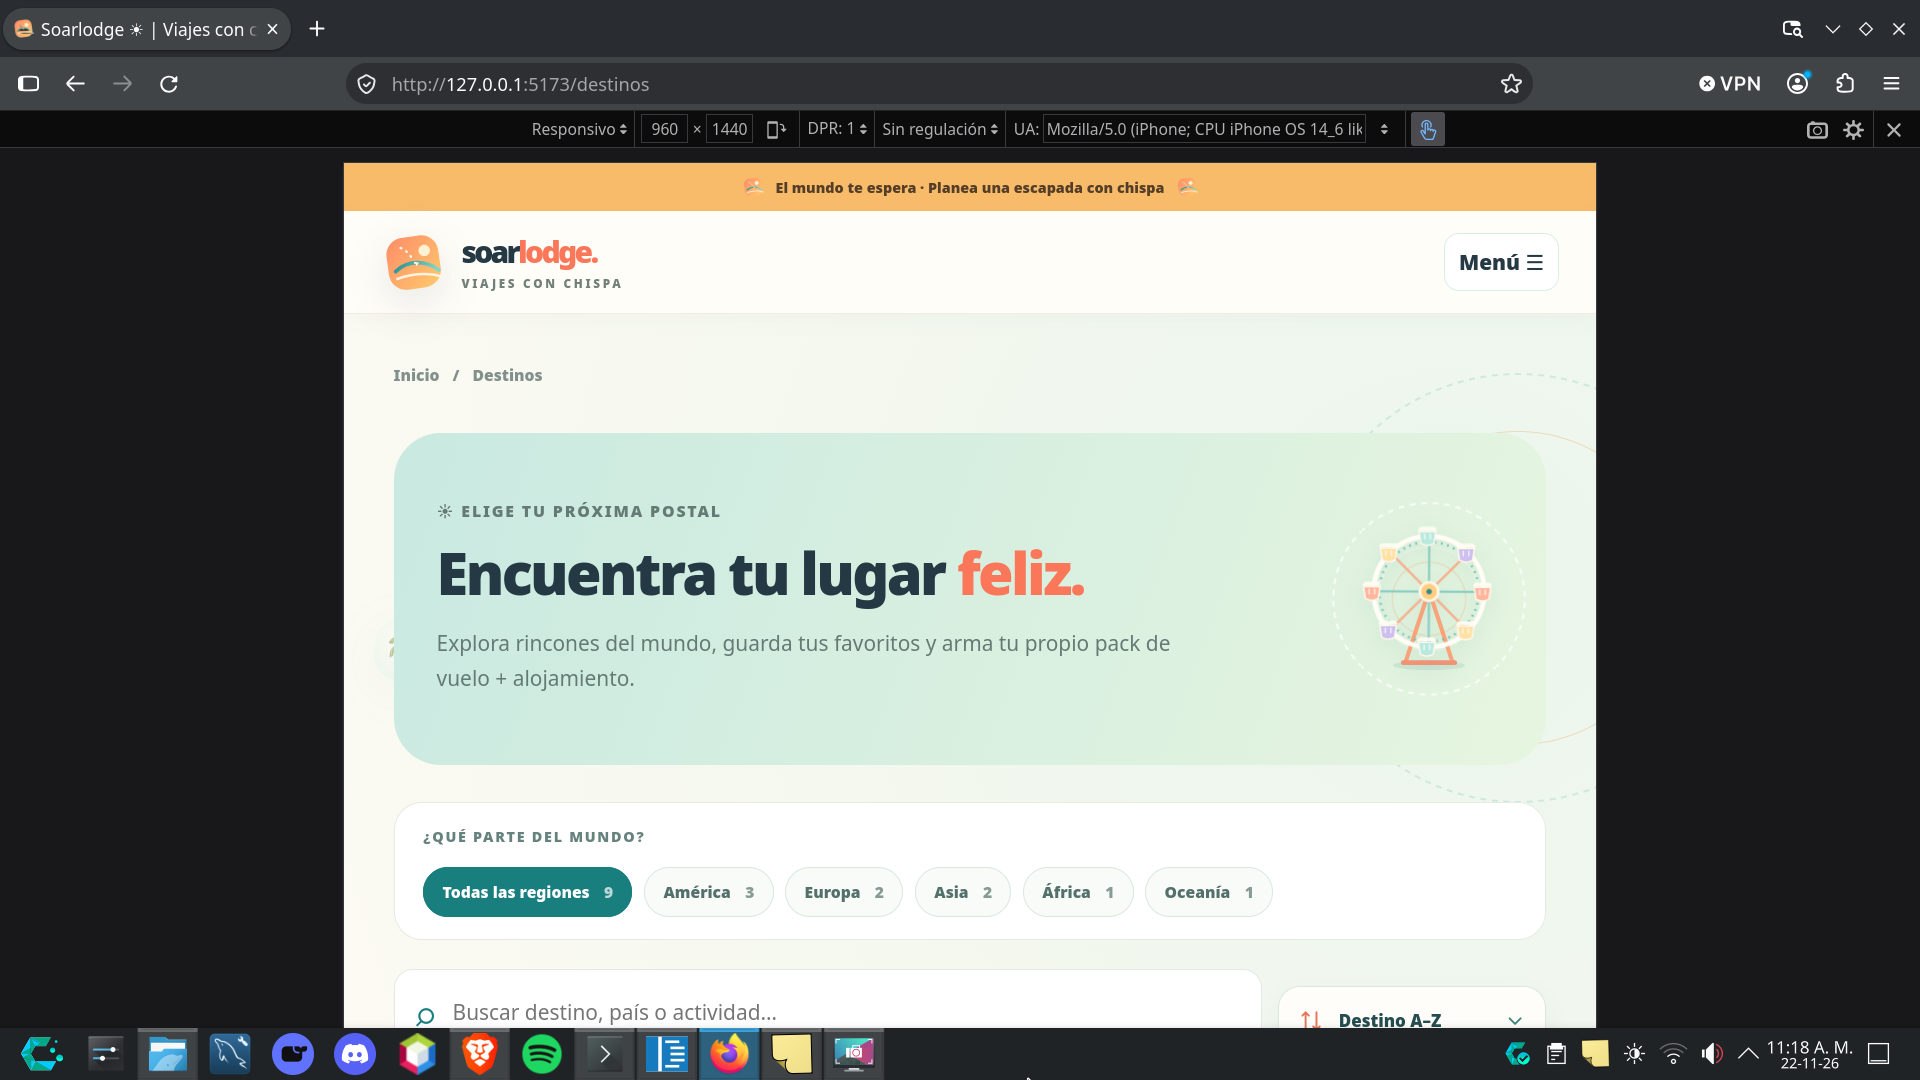 Soarlodge ☀ | Viajes con c
http://127.0.0.1:5173/destinos
VPN
Responsivo
960 × 1440
DPR: 1
Sin regulación
UA: Mozilla/5.0 (iPhone; CPU iPhone OS 14_6 lik
El mundo te espera · Planea una escapada con chispa
soarlodge.
VIAJES CON CHISPA
Menú ☰
Inicio / Destinos
☀ ELIGE TU PRÓXIMA POSTAL
Encuentra tu lugar feliz.
Explora rincones del mundo, guarda tus favoritos y arma tu propio pack de
vuelo + alojamiento.
¿QUÉ PARTE DEL MUNDO?
Todas las regiones 9
América 3
Europa 2
Asia 2
África 1
Oceanía 1
Buscar destino, país o actividad...
Destino A–Z
11:18 A. M.
22-11-26